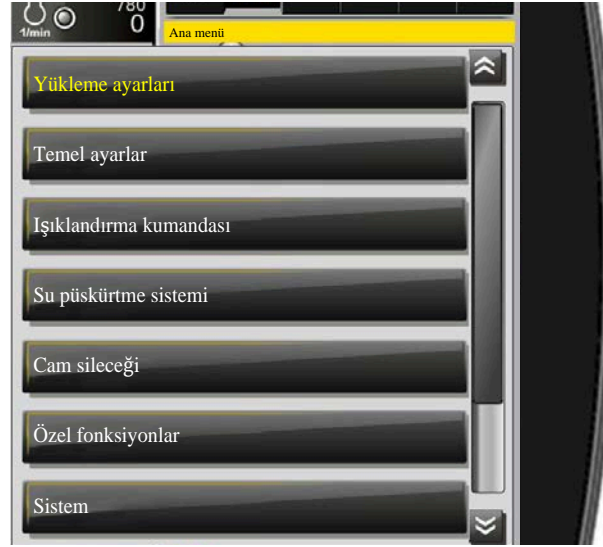 780
1/min
0
Ana menü
Yükleme ayarları
Temel ayarlar
Işıklandırma kumandası
Su püskürtme sistemi
Cam sileceği
Özel fonksiyonlar
Sistem